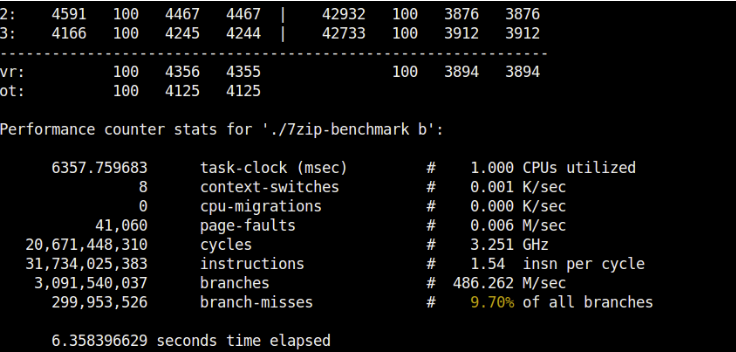 2:    4591   100   4467   4467  |    42932   100   3876   3876
3:    4166   100   4245   4244  |    42733   100   3912   3912
---------------------------------------------------------------
vr:          100   4356   4355               100   3894   3894
ot:          100   4125   4125
Performance counter stats for './7zip-benchmark b':
6357.759683      task-clock (msec)         #    1.000 CPUs utilized
8      context-switches          #    0.001 K/sec
0      cpu-migrations            #    0.000 K/sec
41,060      page-faults               #    0.006 M/sec
20,671,448,310      cycles                    #    3.251 GHz
31,734,025,383      instructions              #    1.54  insn per cycle
3,091,540,037      branches                  #  486.262 M/sec
299,953,526      branch-misses             #    9.70% of all branches
6.358396629 seconds time elapsed